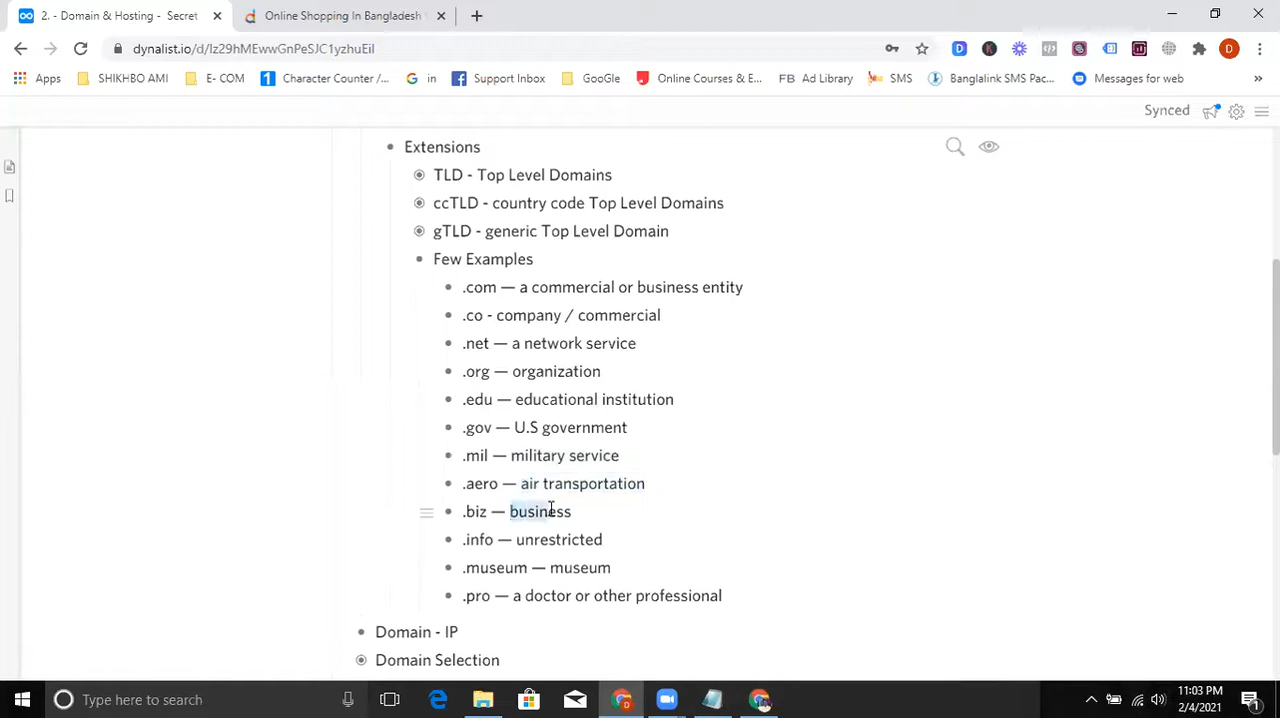 2. - Domain & Hosting - Secret
Online Shopping In Bangladesh
dynalist.io/d/Iz29hMEwwGnPeSJC1yzhuEil
Apps
SHIKHBO AMI
E- COM
Character Counter /...
in
Support Inbox
GooGle
Online Courses & E...
FB Ad Library
SMS
Banglalink SMS Pac...
Messages for web
Synced
Extensions
TLD - Top Level Domains
ccTLD - country code Top Level Domains
gTLD - generic Top Level Domain
Few Examples
.com — a commercial or business entity
.co - company / commercial
.net — a network service
.org — organization
.edu — educational institution
.gov — U.S government
.mil — military service
.aero — air transportation
.biz — business
.info — unrestricted
.museum — museum
.pro — a doctor or other professional
Domain - IP
Domain Selection
Type here to search
11:03 PM
2/4/2021